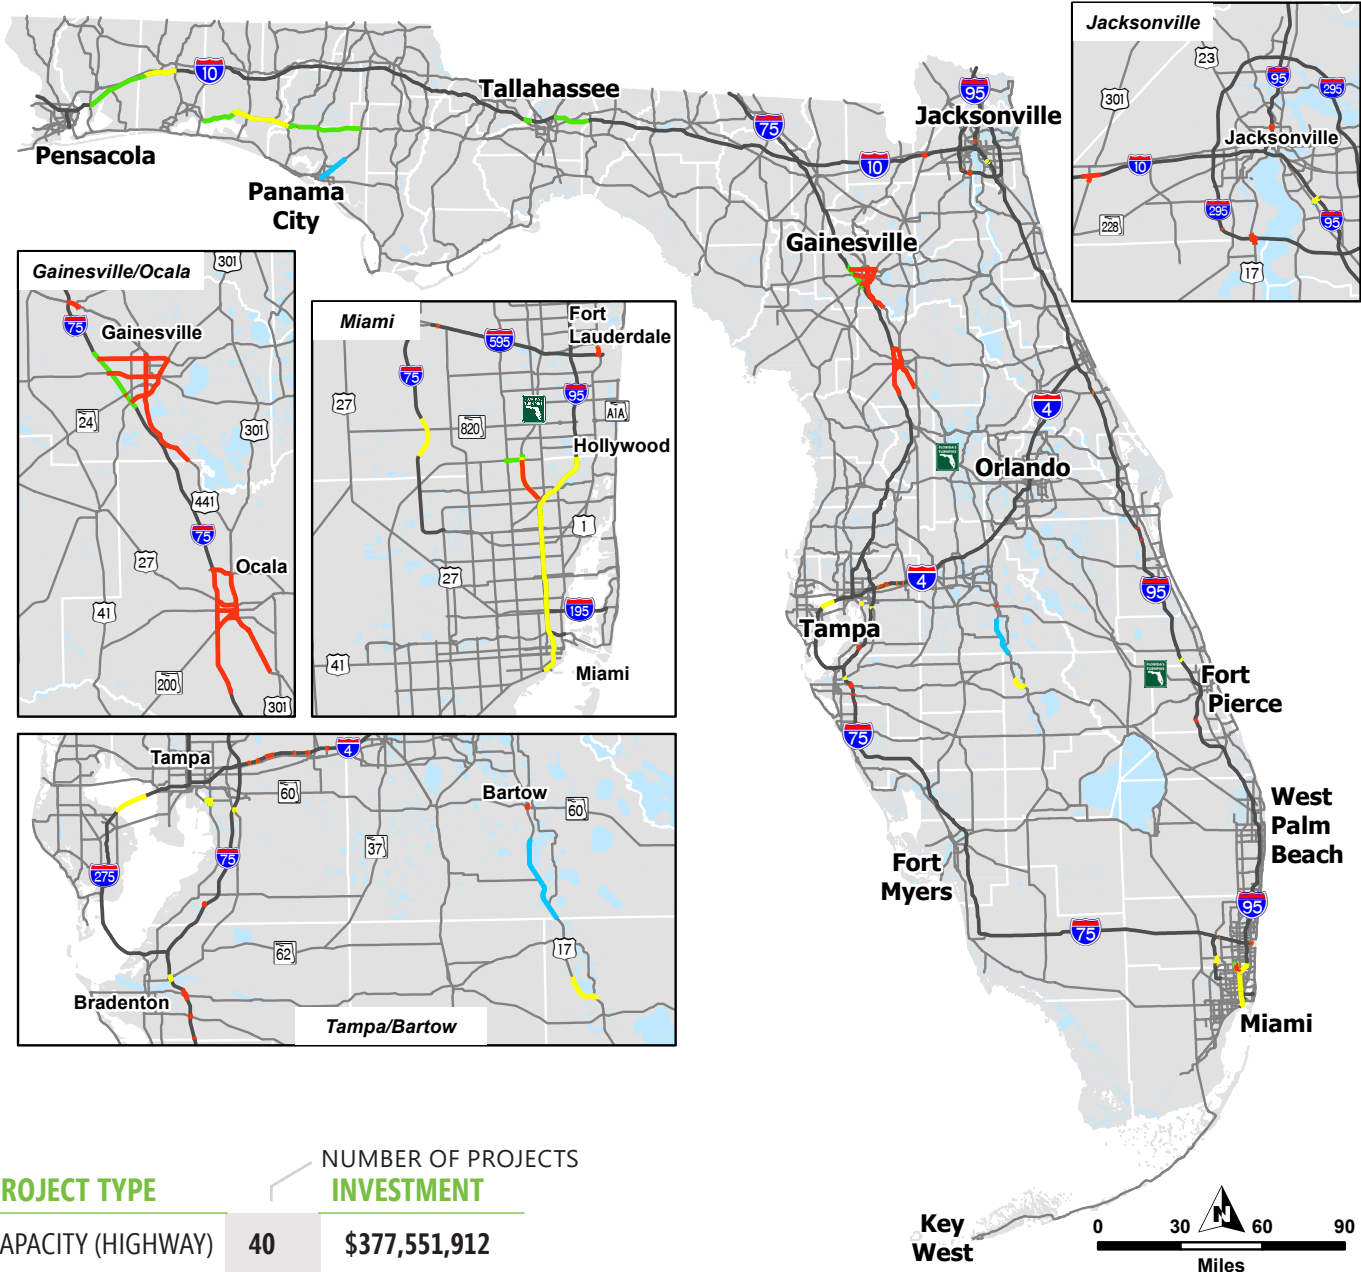 Jacksonville
23
95
295
301
Jacksonville
10
295
228
95
17
10
Tallahassee
95
Jacksonville
75
10
Pensacola
Panama
City
Gainesville
Gainesville/Ocala
301
75
Gainesville
24
301
441
75
27
Ocala
41
200
301
Miami
Fort
Lauderdale
595
75
95
27
A1A
820
Hollywood
1
27
195
41
Miami
4
Orlando
4
95
Tampa
Fort
Pierce
75
West
Palm
Beach
Fort
Myers
95
75
Miami
Tampa
4
60
Bartow
60
37
75
275
62
17
Bradenton
Tampa/Bartow
NUMBER OF PROJECTS
ROJECT TYPE INVESTMENT
APACITY (HIGHWAY) 40 $377,551,912
Key
West
N
0 30 60 90
Miles